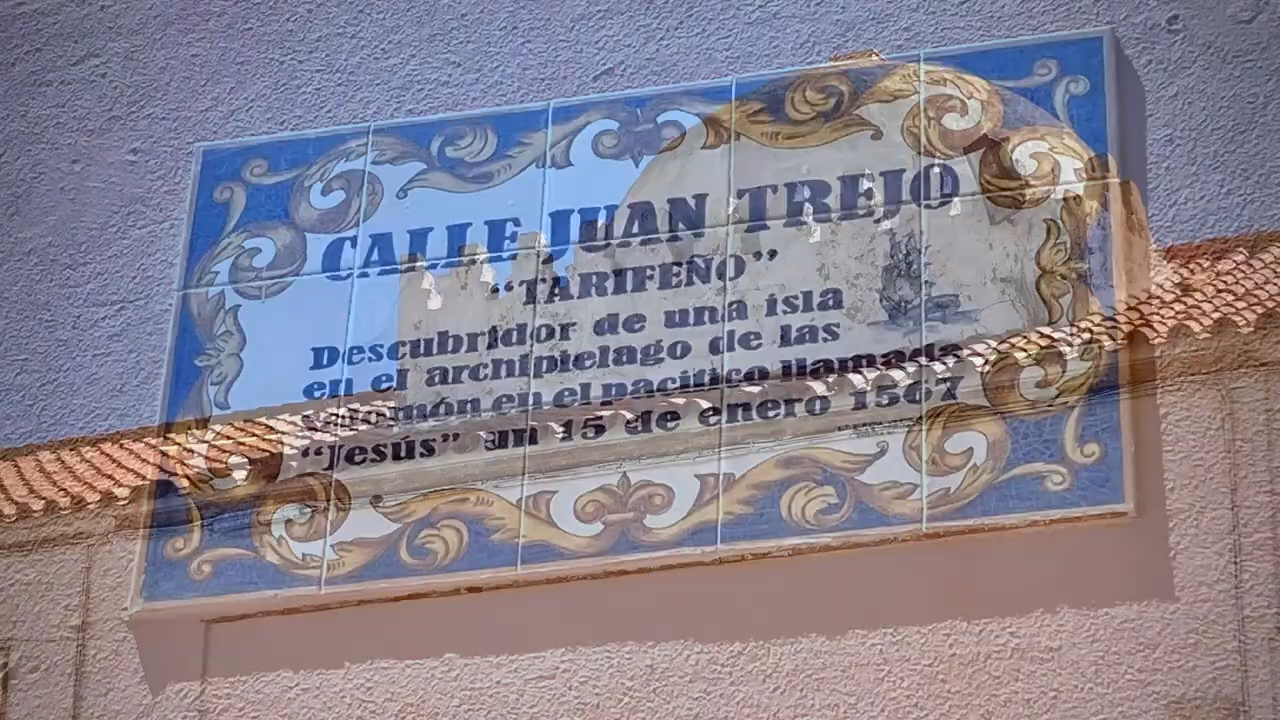 CALLE JUAN TREJO
“TARIFEÑO”
Descubridor de una isla
en el archipielago de las
salomón en el pacifico llamada
“Jesús” un 15 de enero 1567